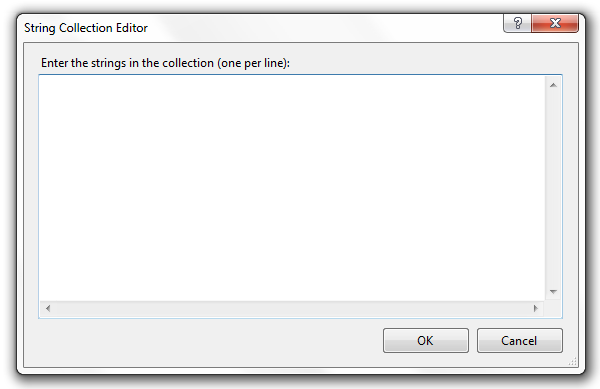 String Collection Editor
?
Enter the strings in the collection (one per line):
OK
Cancel